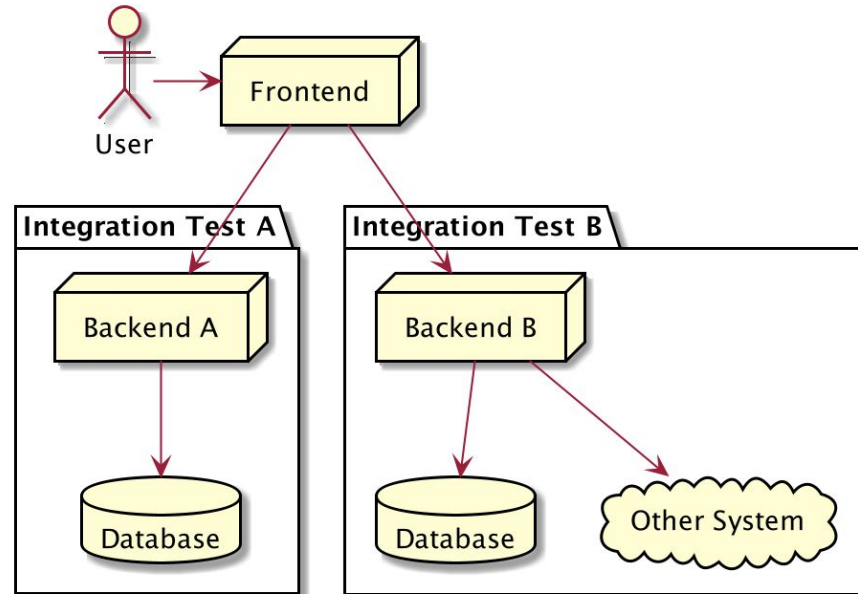 User
Frontend
Integration Test A
Integration Test B
Backend A
Backend B
Database
Database
Other System